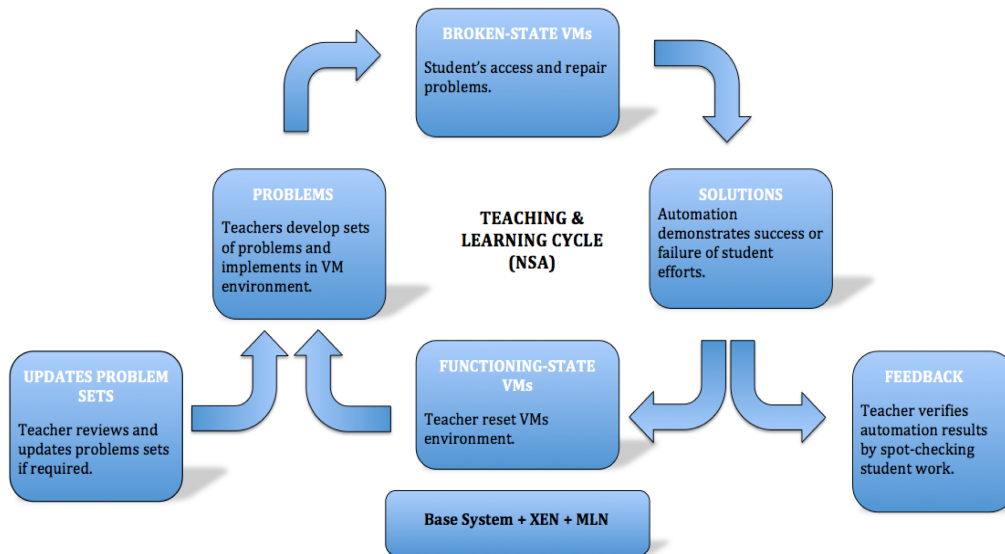 BROKEN-STATE VMs
Student's access and repair
problems.
PROBLEMS
Teachers develop sets
of problems and
implements in VM
environment.
TEACHING &
LEARNING CYCLE
(NSA)
SOLUTIONS
Automation
demonstrates success or
failure of student
efforts.
UPDATES PROBLEM
SETS
Teacher reviews and
updates problems sets
if required.
FUNCTIONING-STATE
VMs
Teacher reset VMs
environment.
FEEDBACK
Teacher verifies
automation results
by spot-checking
student work.
Base System + XEN + MLN